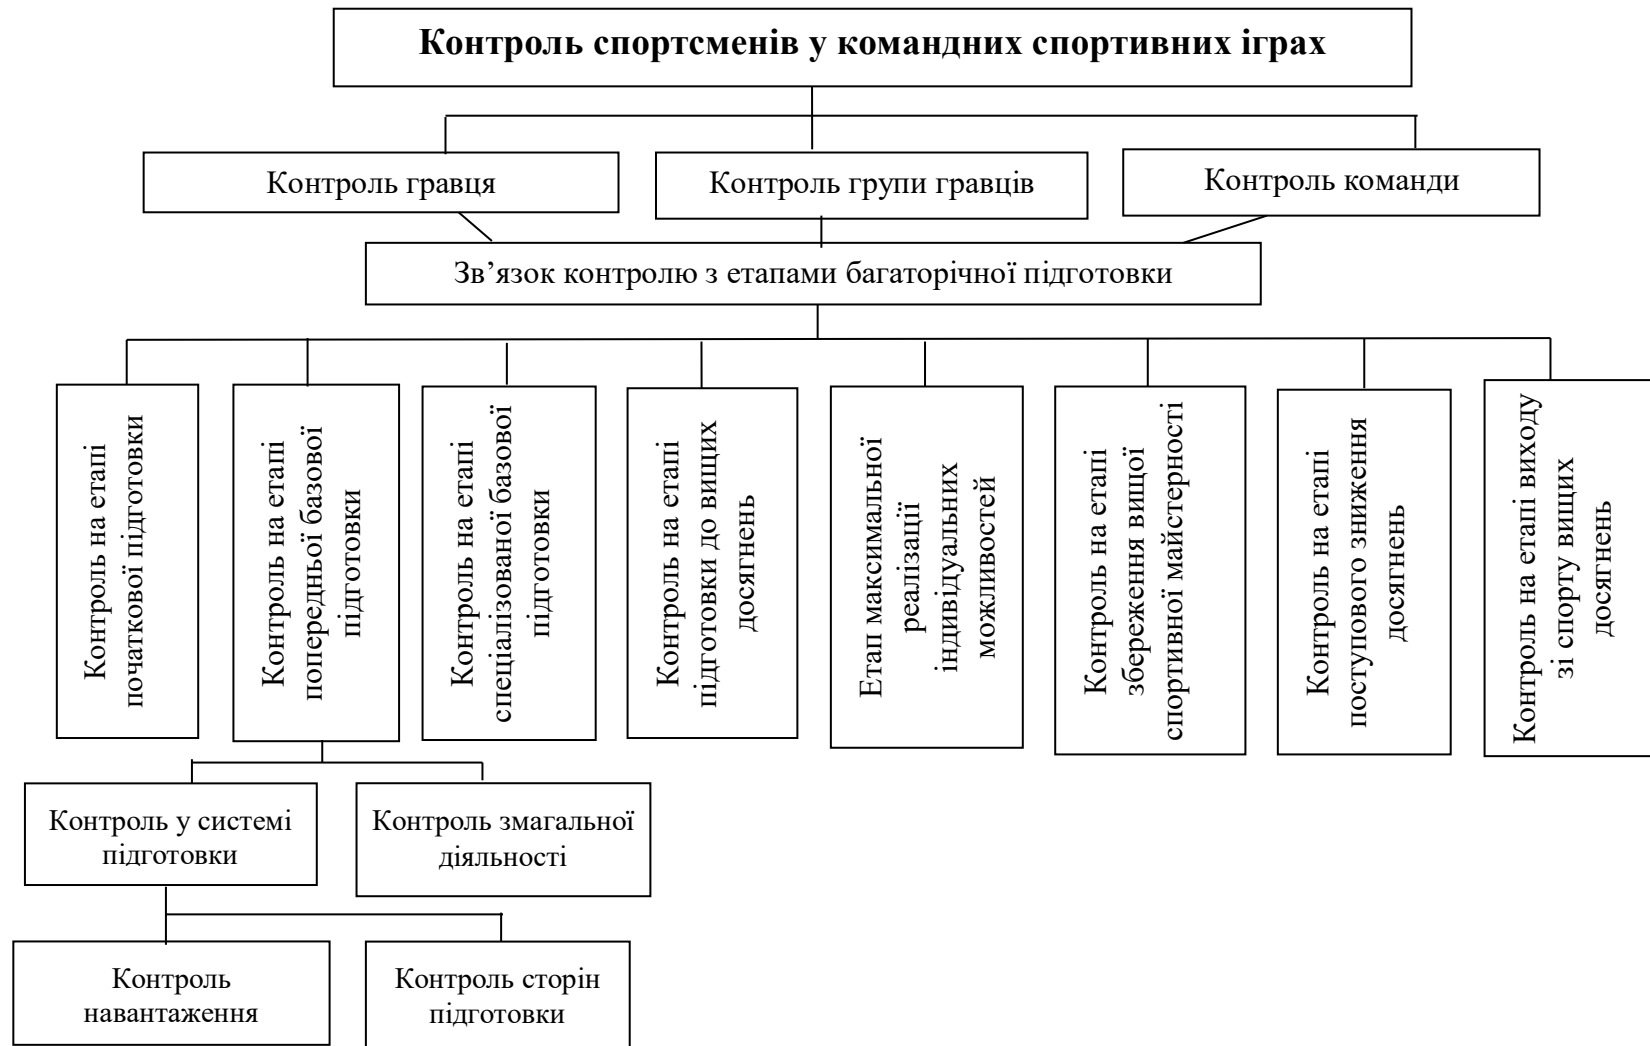 Контроль спортсменів у командних спортивних іграх
Контроль гравця
Контроль групи гравців
Контроль команди
Зв’язок контролю з етапами багаторічної підготовки
Контроль на етапі
початкової підготовки
Контроль на етапі
попередньої базової
підготовки
Контроль на етапі
спеціалізованої базової
підготовки
Контроль на етапі
підготовки до вищих
досягнень
Етап максимальної
реалізації
індивідуальних
можливостей
Контроль на етапі
збереження вищої
спортивної майстерності
Контроль на етапі
поступового зниження
досягнень
Контроль на етапі виходу
зі спорту вищих
досягнень
Контроль у системі
підготовки
Контроль змагальної
діяльності
Контроль
навантаження
Контроль сторін
підготовки